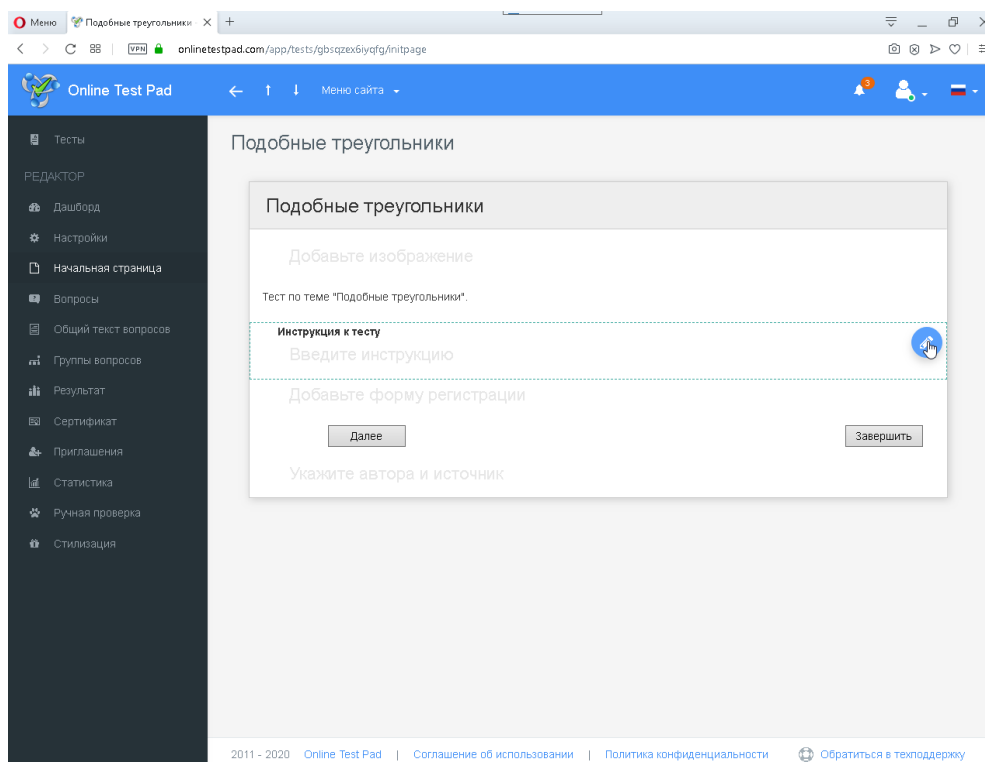 Меню
Подобные треугольники -
VPN
onlinetestpad.com/app/tests/gbsqzex6iyqfg/initpage
Online Test Pad
Меню сайта
3
Тесты
РЕДАКТОР
Дашборд
Настройки
Начальная страница
Вопросы
Общий текст вопросов
Группы вопросов
Результат
Сертификат
Приглашения
Статистика
Ручная проверка
Стилизация
Подобные треугольники
Подобные треугольники
Добавьте изображение
Тест по теме "Подобные треугольники".
Инструкция к тесту
Введите инструкцию
Добавьте форму регистрации
Далее
Завершить
Укажите автора и источник
2011 - 2020 Online Test Pad | Соглашение об использовании | Политика конфиденциальности Обратиться в техподдержку